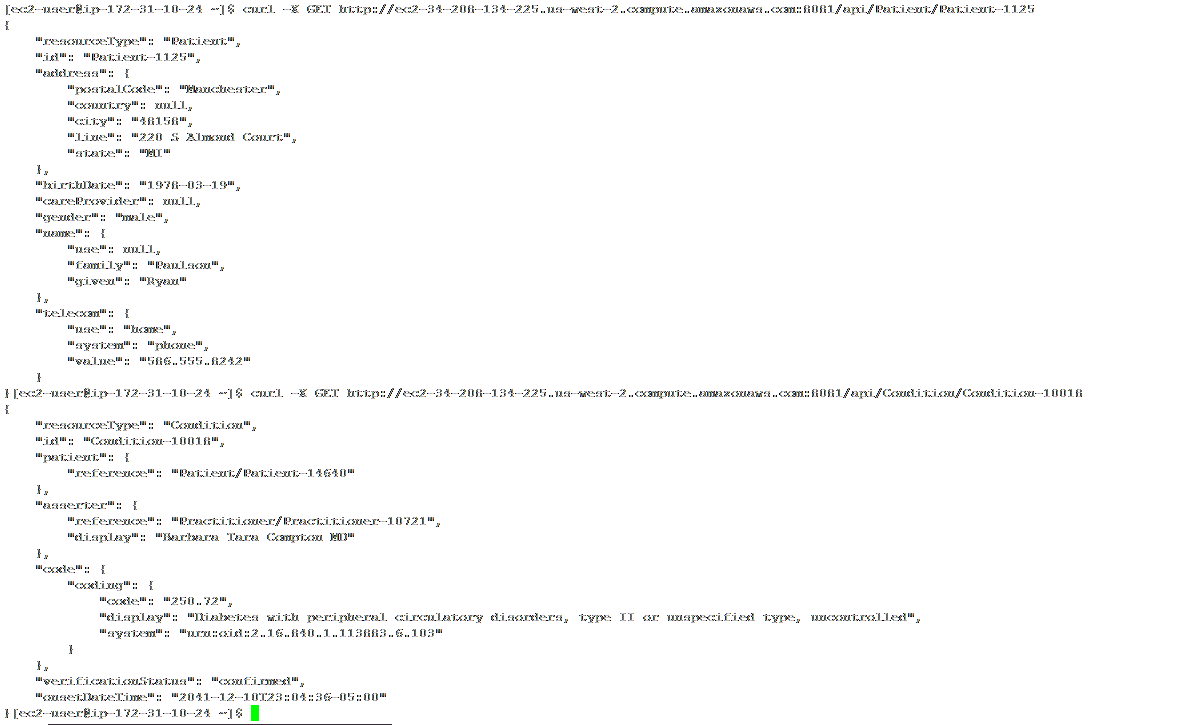 [ec2-user@ip-172-31-10-24 ~]$ curl -X GET http://ec2-34-208-134-225.us-west-2.compute.amazonaws.com:8081/api/Patient/Patient-1125
{
    "resourceType": "Patient",
    "id": "Patient-1125",
    "address": {
        "postalCode": "Manchester",
        "country": null,
        "city": "48158",
        "line": "220 S Almond Court",
        "state": "MI"
    },
    "birthDate": "1978-03-19",
    "careProvider": null,
    "gender": "male",
    "name": {
        "use": null,
        "family": "Paulson",
        "given": "Ryan"
    },
    "telecom": {
        "use": "home",
        "system": "phone",
        "value": "586.555.8242"
    }
}[ec2-user@ip-172-31-10-24 ~]$ curl -X GET http://ec2-34-208-134-225.us-west-2.compute.amazonaws.com:8081/api/Condition/Condition-10018
{
    "resourceType": "Condition",
    "id": "Condition-10018",
    "patient": {
        "reference": "Patient/Patient-14640"
    },
    "asserter": {
        "reference": "Practitioner/Practitioner-10721",
        "display": "Barbara Tara Compton MD"
    },
    "code": {
        "coding": {
            "code": "250.72",
            "display": "Diabetes with peripheral circulatory disorders, type II or unspecified type, uncontrolled",
            "system": "urn:oid:2.16.840.1.113883.6.103"
        }
    },
    "verificationStatus": "confirmed",
    "onsetDateTime": "2041-12-10T23:04:36-05:00"
}[ec2-user@ip-172-31-10-24 ~]$